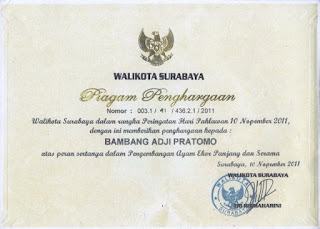 WALIKOTA SURABAYA
Piagam Penghargaan
Nomor : 003.1/ 41 /436.2.1/2011
Walikota Surabaya dalam rangka Peringatan Hari Pahlawan 10 Nopember 2011,
dengan ini memberikan penghargaan kepada :
BAMBANG ADJI PRATOMO
atas peran sertanya dalam Pengembangan Ayam Ekor Panjang dan Serama
Surabaya, 10 Nopember 2011
WALIKOTA SURABAYA
TRI RISMAHARINI